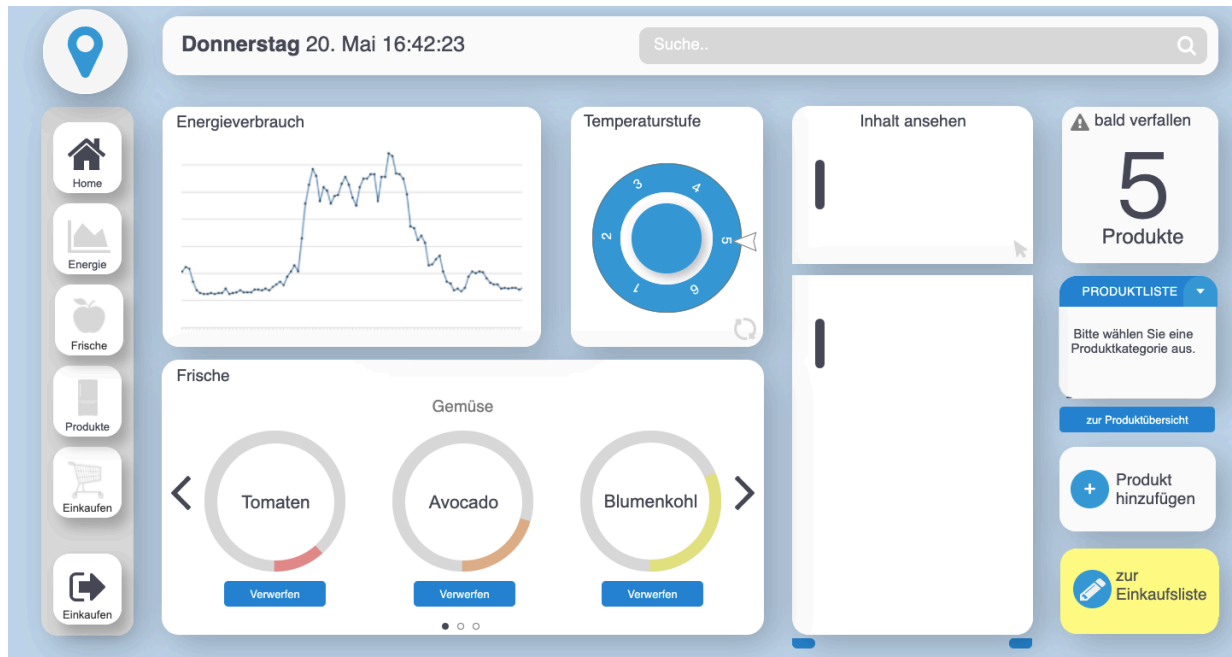 Donnerstag 20. Mai 16:42:23
Suche..
Home
Energie
Frische
Produkte
Einkaufen
Einkaufen
Energieverbrauch
Temperaturstufe
1
2
3
4
5
6
Inhalt ansehen
bald verfallen
5
Produkte
PRODUKTLISTE
Bitte wählen Sie eine
Produktkategorie aus.
zur Produktübersicht
Produkt
hinzufügen
zur
Einkaufsliste
Frische
Gemüse
Tomaten
Avocado
Blumenkohl
Verwerfen
Verwerfen
Verwerfen